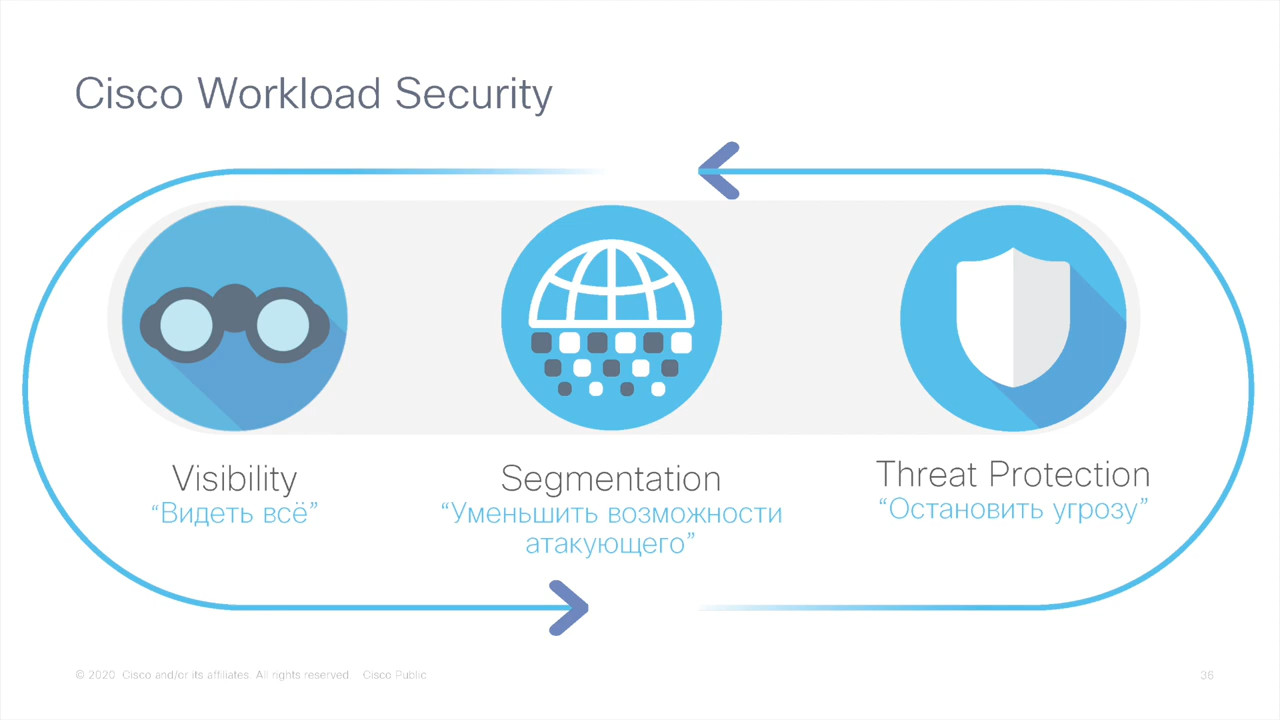 Cisco Workload Security
Visibility
“Видеть всё”
Segmentation
“Уменьшить возможности
атакующего”
Threat Protection
“Остановить угрозу”
© 2020 Cisco and/or its affiliates. All rights reserved Cisco Public
36